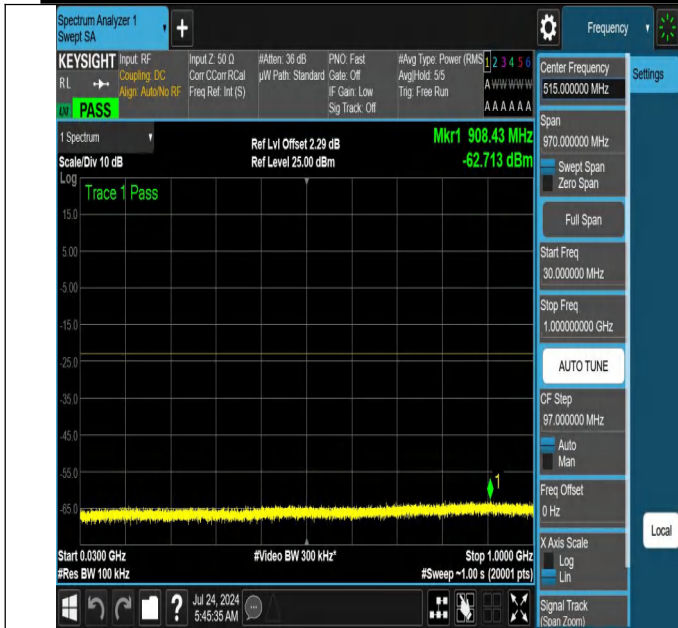 Spectrum Analyzer 1
Swept SA
+
Frequency
KEYSIGHT
RL
PASS
Input: RF
Coupling: DC
Align: Auto/No RF
Input Z: 50 Ω
Corr CCorr RCal
Freq Ref: Int (S)
#Atten: 36 dB
µW Path: Standard
PNO: Fast
Gate: Off
IF Gain: Low
Sig Track: Off
#Avg Type: Power (RMS
Avg|Hold: 5/5
Trig: Free Run
1 2 3 4 5 6
A W W W W W
A A A A A A
Center Frequency
515.000000 MHz
Settings
Span
970.000000 MHz
Swept Span
Zero Span
Full Span
Start Freq
30.000000 MHz
Stop Freq
1.000000000 GHz
AUTO TUNE
CF Step
97.000000 MHz
Auto
Man
Freq Offset
0 Hz
X Axis Scale
Log
Lin
Signal Track
(Span Zoom)
Local
1 Spectrum
Scale/Div 10 dB
Ref Lvl Offset 2.29 dB
Ref Level 25.00 dBm
Mkr1 908.43 MHz
-62.713 dBm
Log
Trace 1 Pass
15.0
5.00
-5.00
-15.0
-25.0
-35.0
-45.0
-55.0
-65.0
1
Start 0.0300 GHz
#Res BW 100 kHz
#Video BW 300 kHz*
Stop 1.0000 GHz
#Sweep ~1.00 s (20001 pts)
?
Jul 24, 2024
5:45:35 AM